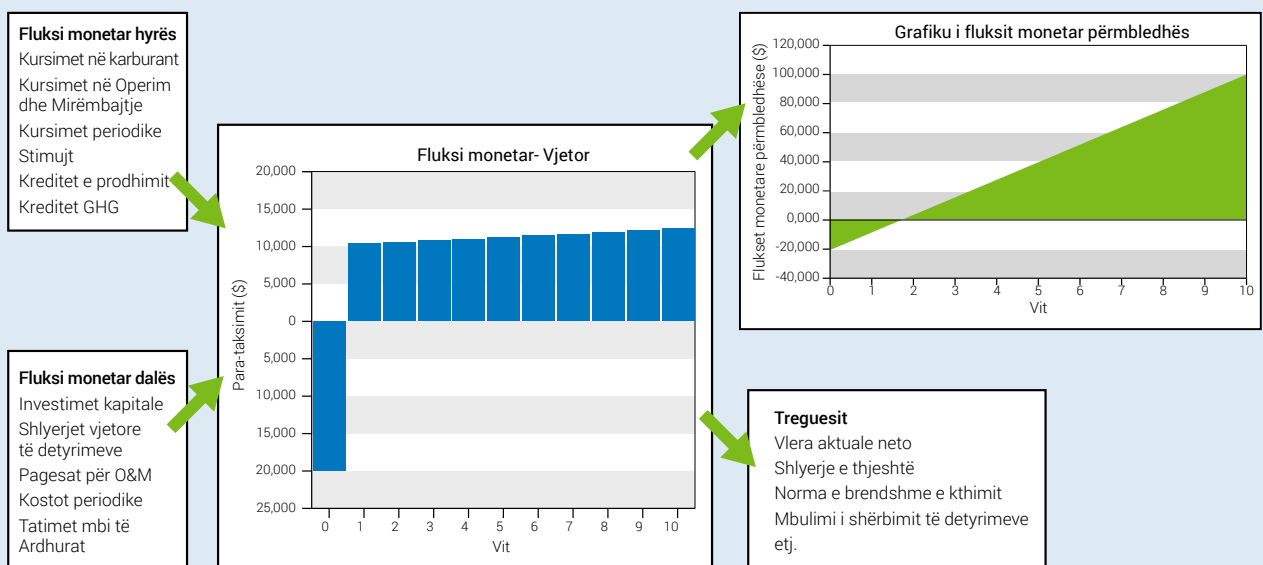 Fluksi monetar hyrës
Kursimet në karburant
Kursimet në Operim
dhe Mirëmbajtje
Kursimet periodike
Stimujt
Kreditet e prodhimit
Kreditet GHG
Fluksi monetar dalës
Investimet kapitale
Shlyerjet vjetore
të detyrimeve
Pagesat për O&M
Kostot periodike
Tatimet mbi të
Ardhurat
Fluksi monetar- Vjetor
Para-taksimit ($)
20,000
15,000
10,000
5,000
0
5,000
10,000
15,000
20,000
25,000
0 1 2 3 4 5 6 7 8 9 10
Vit
Grafiku i fluksit monetar përmbledhës
Flukset monetare përmbledhëse ($)
120,000
100,000
80,000
60,000
40,000
20,000
0,000
-20,000
-40,000
0 1 2 3 4 5 6 7 8 9 10
Vit
Treguesit
Vlera aktuale neto
Shlyerje e thjeshtë
Norma e brendshme e kthimit
Mbulimi i shërbimit të detyrimeve
etj.